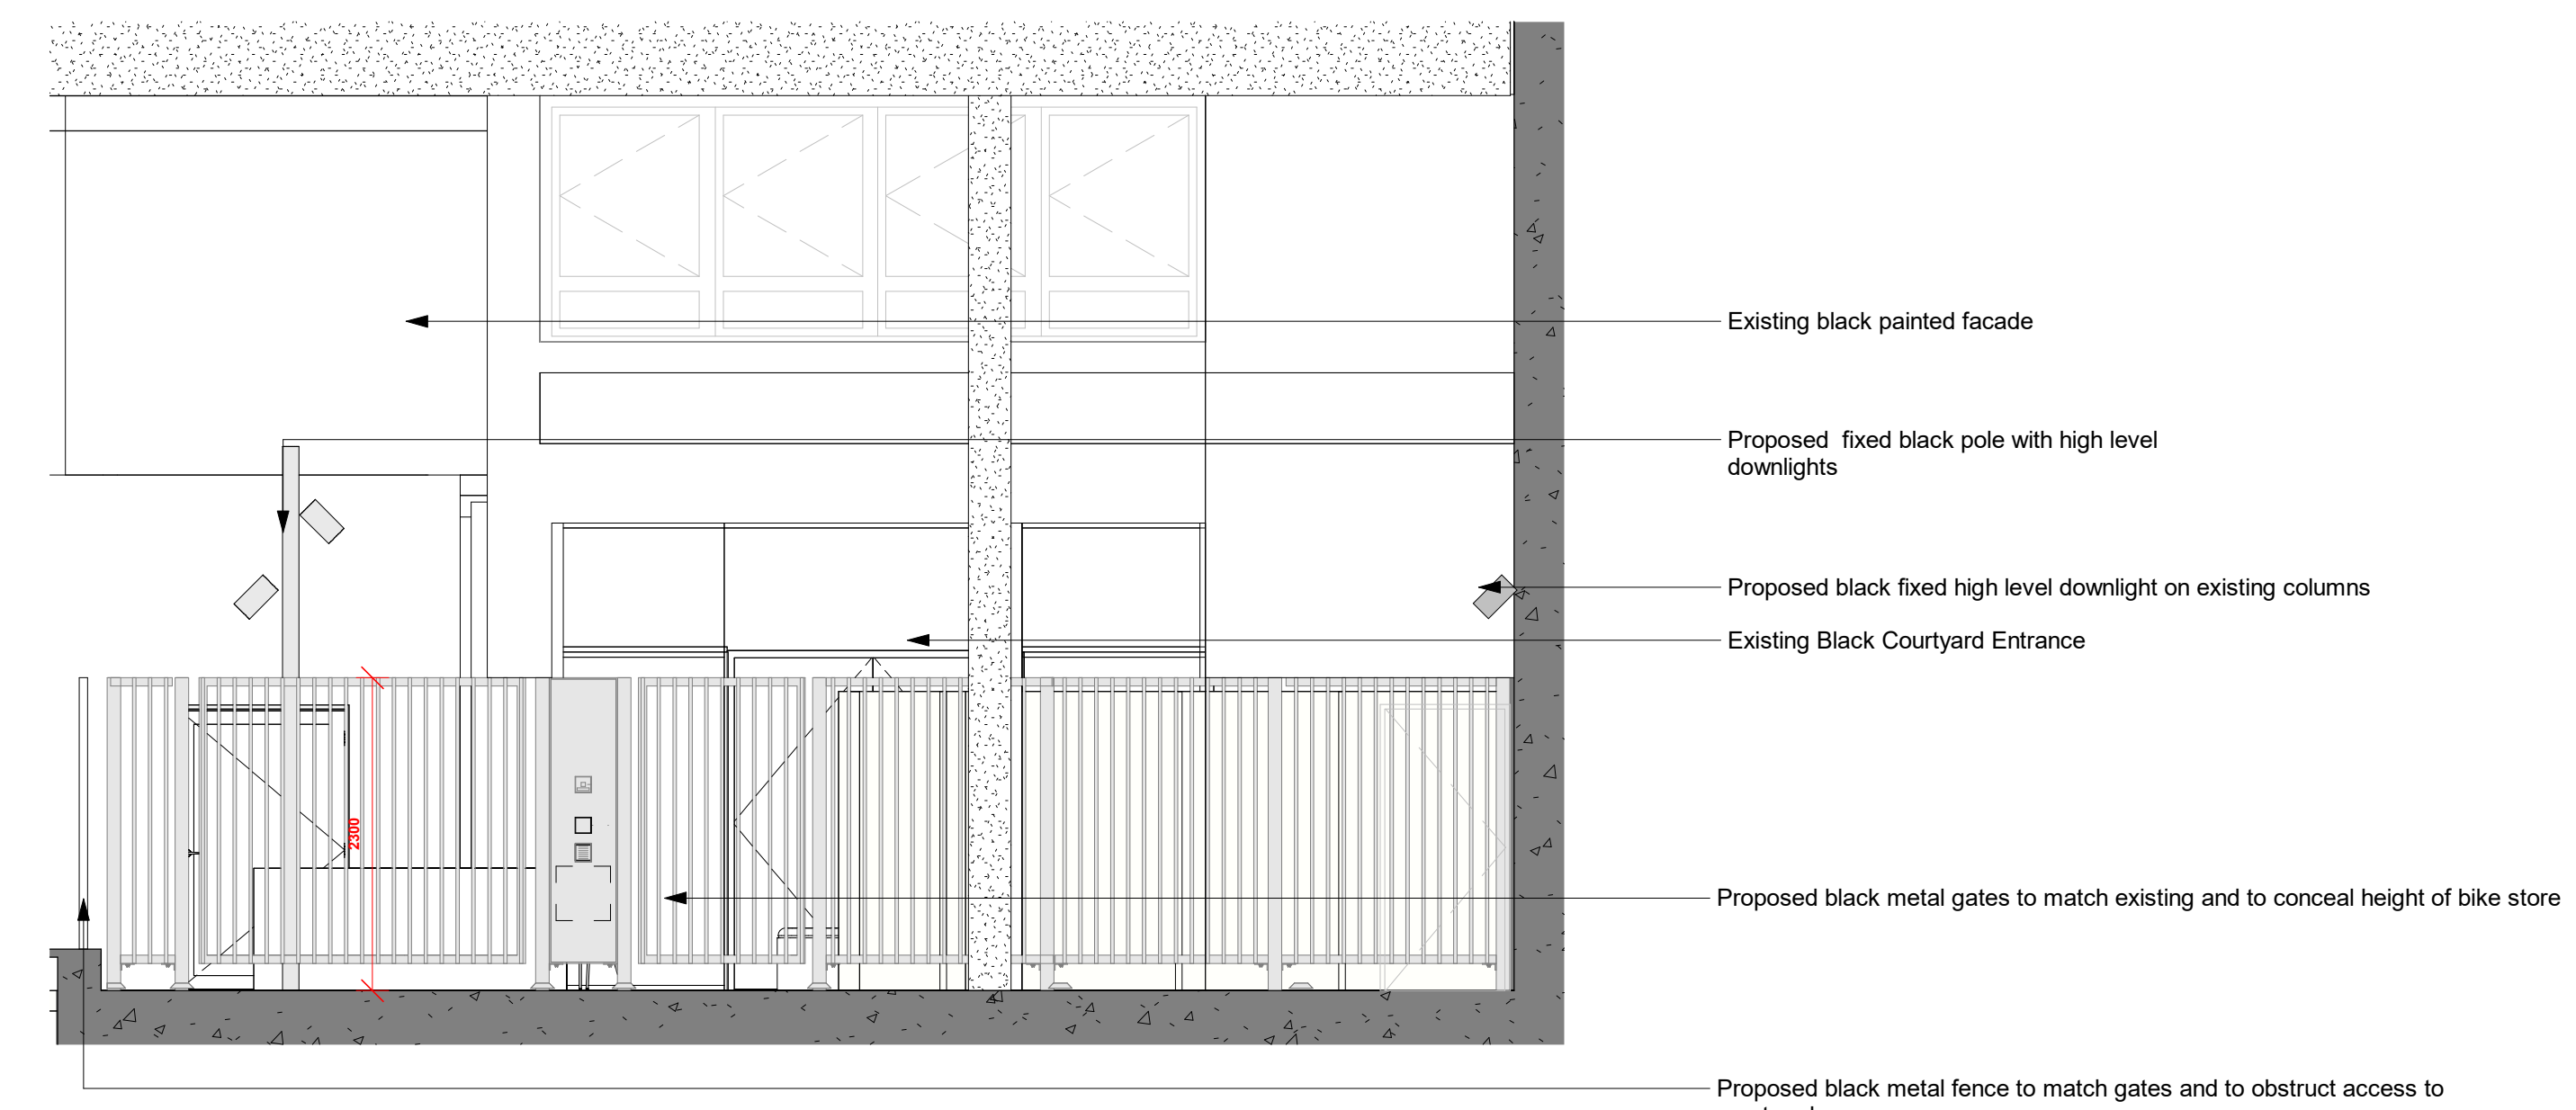 Existing black painted facade
Proposed fixed black pole with high level
downlights
Proposed black fixed high level downlight on existing columns
Existing Black Courtyard Entrance
2300
Proposed black metal gates to match existing and to conceal height of bike store
Proposed black metal fence to match gates and to obstruct access to